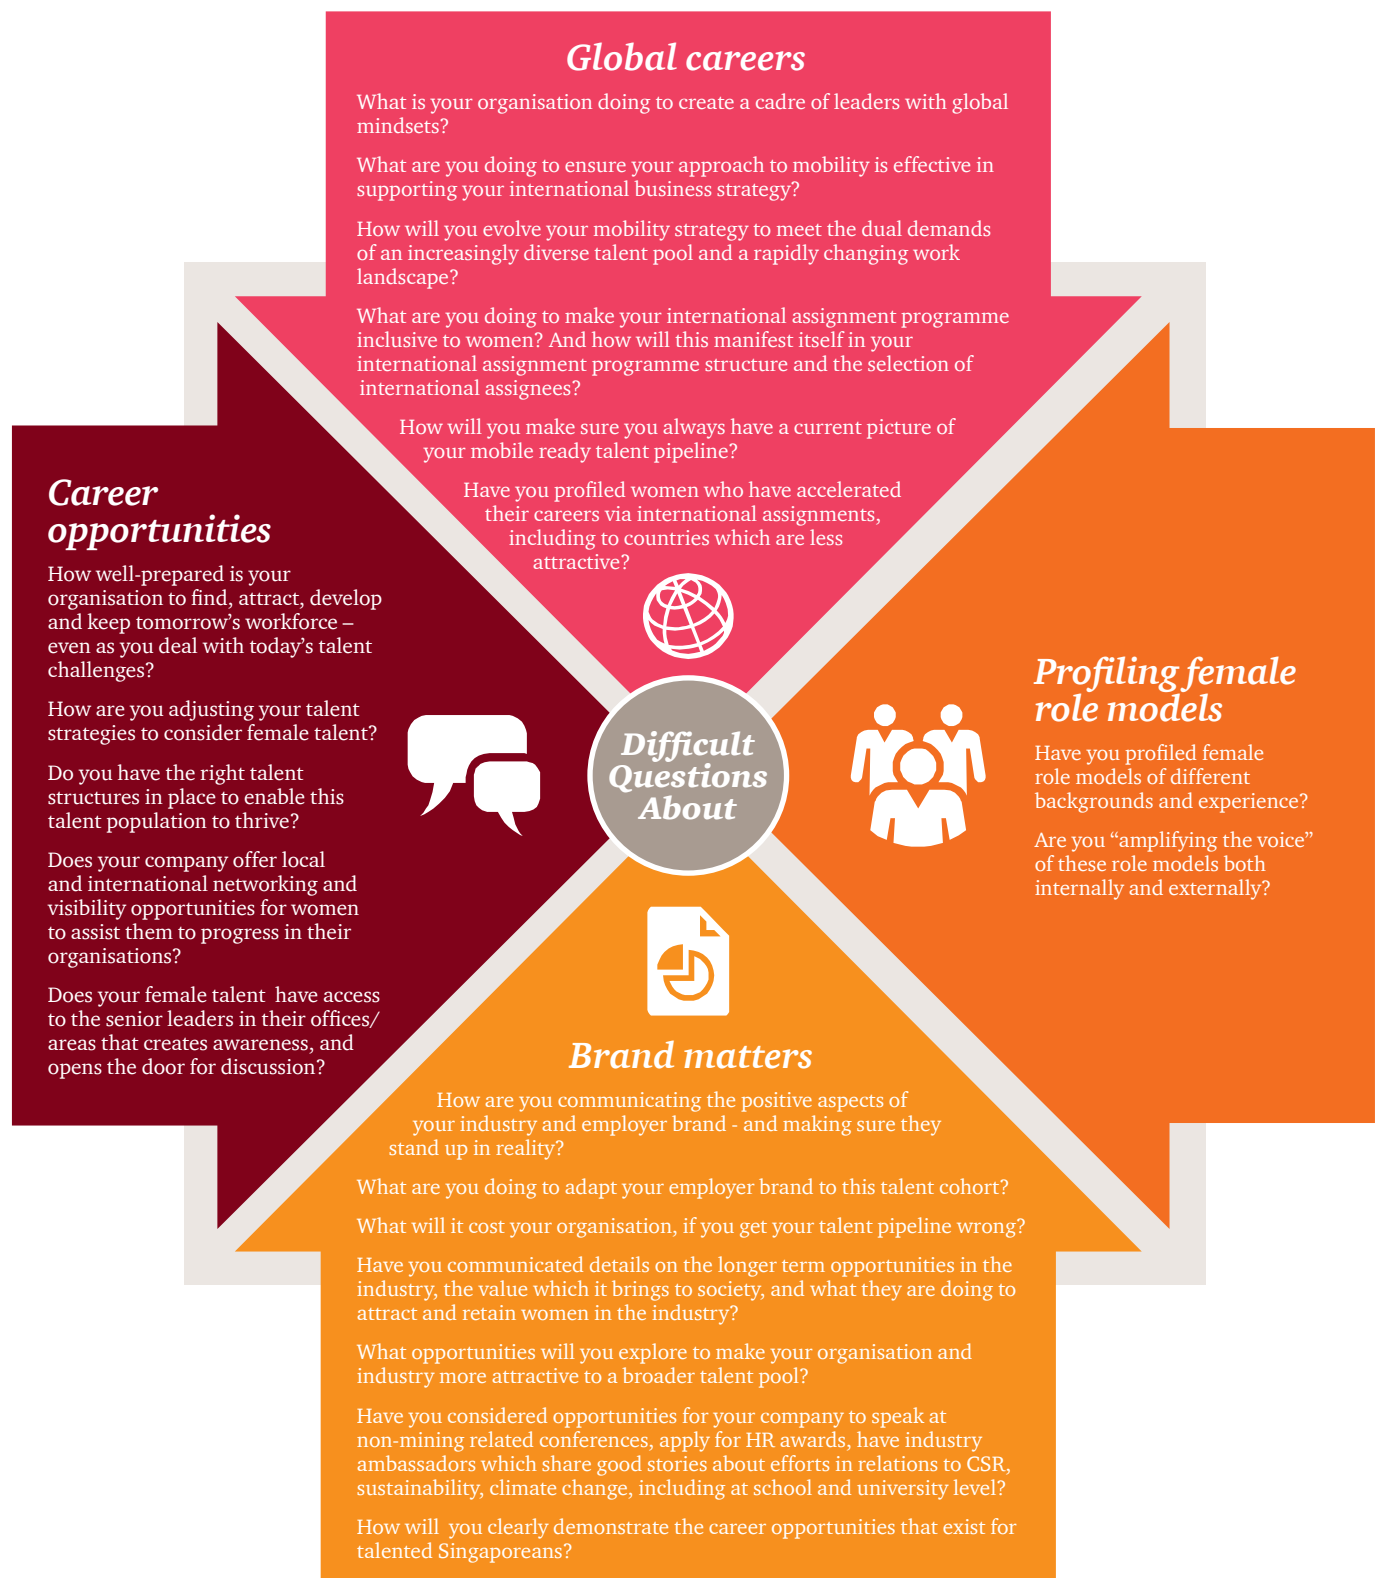 Global careers
What is your organisation doing to create a cadre of leaders with global
mindsets?
What are you doing to ensure your approach to mobility is effective in
supporting your international business strategy?
How will you evolve your mobility strategy to meet the dual demands
of an increasingly diverse talent pool and a rapidly changing work
landscape?
What are you doing to make your international assignment programme
inclusive to women? And how will this manifest itself in your
international assignment programme structure and the selection of
international assignees?
How will you make sure you always have a current picture of
your mobile ready talent pipeline?
Have you profiled women who have accelerated
their careers via international assignments,
including to countries which are less
attractive?
Career
opportunities
How well-prepared is your
organisation to find, attract, develop
and keep tomorrow's workforce –
even as you deal with today's talent
challenges?
How are you adjusting your talent
strategies to consider female talent?
Do you have the right talent
structures in place to enable this
talent population to thrive?
Does your company offer local
and international networking and
visibility opportunities for women
to assist them to progress in their
organisations?
Does your female talent  have access
to the senior leaders in their offices/
areas that creates awareness, and
opens the door for discussion?
Difficult
Questions
About
Profiling female
role models
Have you profiled female
role models of different
backgrounds and experience?
Are you “amplifying the voice”
of these role models both
internally and externally?
Brand matters
How are you communicating the positive aspects of
your industry and employer brand - and making sure they
stand up in reality?
What are you doing to adapt your employer brand to this talent cohort?
What will it cost your organisation, if you get your talent pipeline wrong?
Have you communicated details on the longer term opportunities in the
industry, the value which it brings to society, and what they are doing to
attract and retain women in the industry?
What opportunities will you explore to make your organisation and
industry more attractive to a broader talent pool?
Have you considered opportunities for your company to speak at
non-mining related conferences, apply for HR awards, have industry
ambassadors which share good stories about efforts in relations to CSR,
sustainability, climate change, including at school and university level?
How will  you clearly demonstrate the career opportunities that exist for
talented Singaporeans?